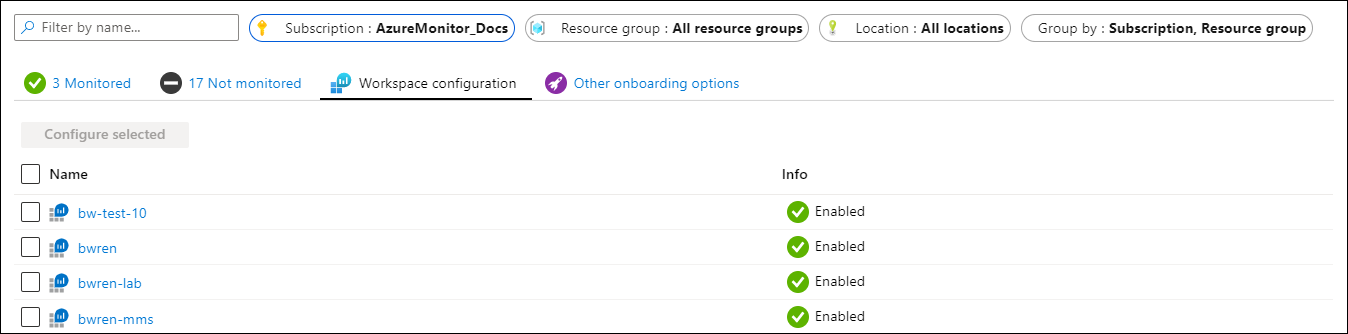 Filter by name... Subscription : AzureMonitor_Docs Resource group : All resource groups Location : All locations Group by : Subscription, Resource group
3 Monitored 17 Not monitored Workspace configuration Other onboarding options
Configure selected
Name Info
bw-test-10 Enabled
bwren Enabled
bwren-lab Enabled
bwren-mms Enabled